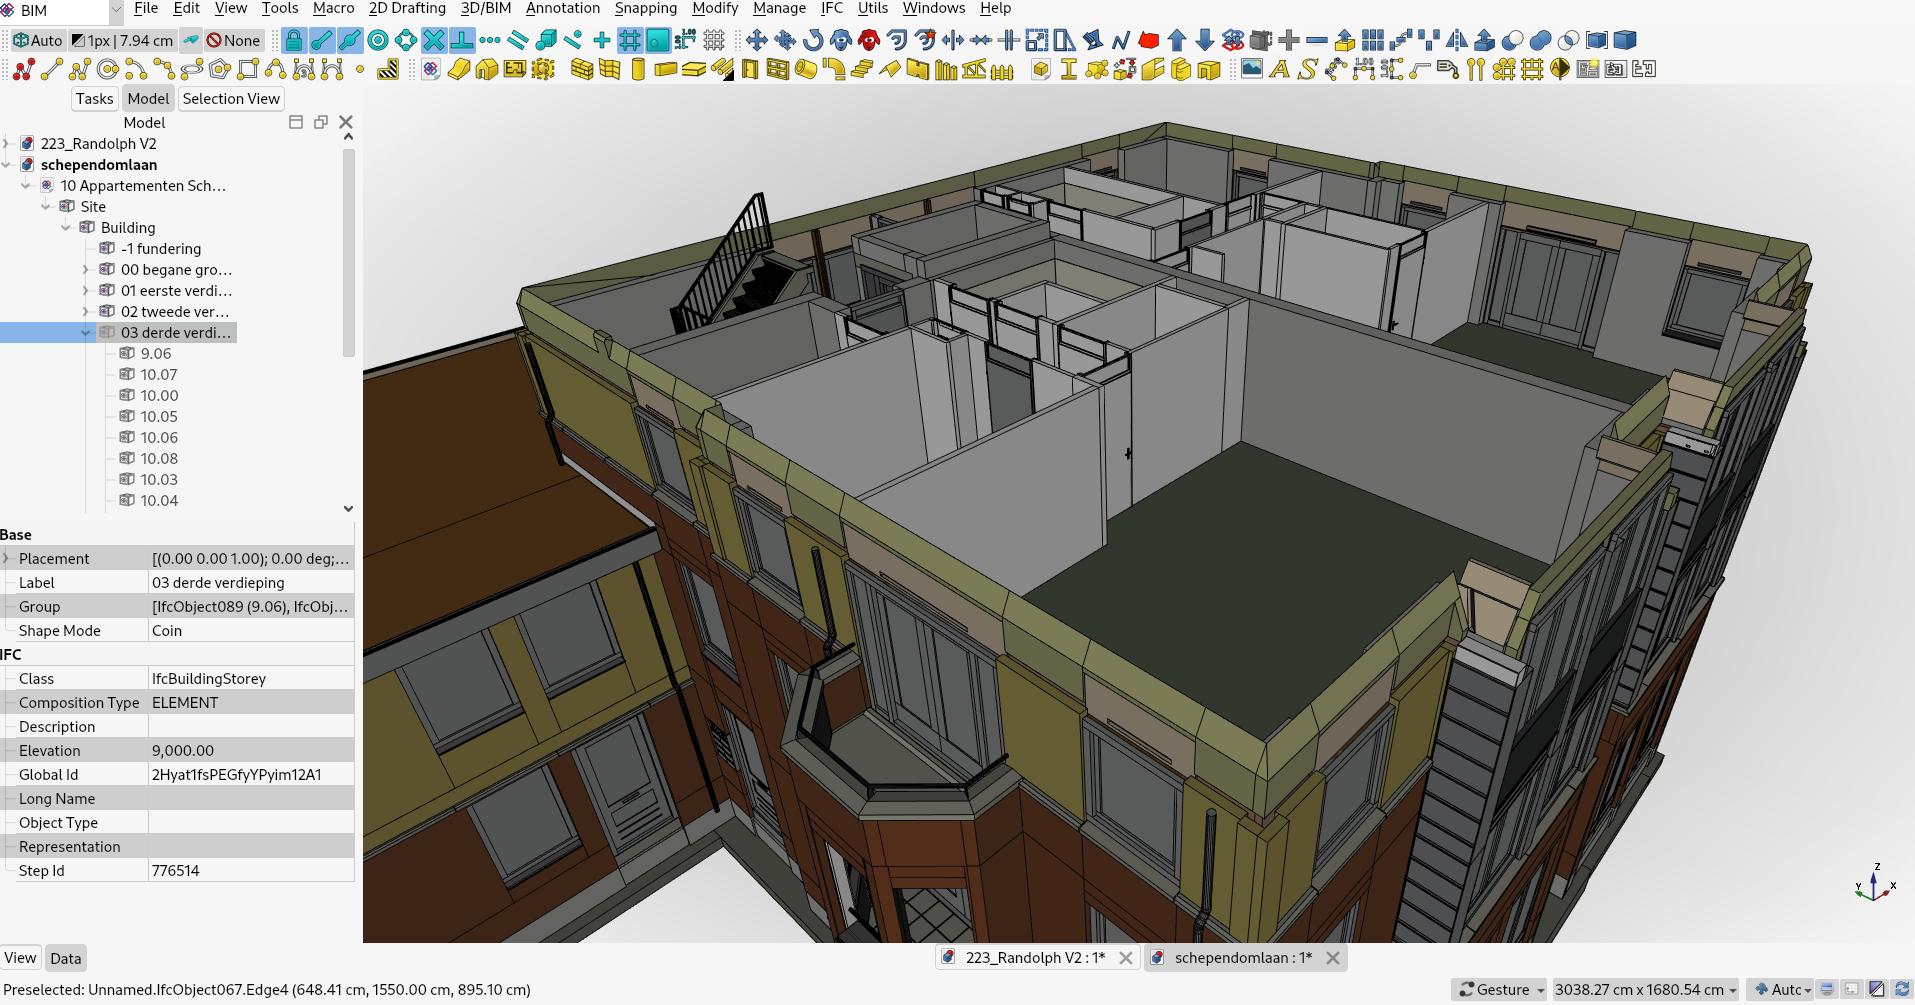 BIM File Edit View Tools Macro 2D Drafting 3D/BIM Annotation Snapping Modify Manage IFC Utils Windows Help
Auto 1px | 7.94 cm None
Tasks Model Selection View
Model
223_Randolph V2
schependomlaan
10 Appartementen Sch...
Site
Building
-1 fundering
00 begane gro...
01 eerste verdi...
02 tweede ver...
03 derde verdi...
9.06
10.07
10.00
10.05
10.06
10.08
10.03
10.04
Base
Placement [(0.00 0.00 1.00); 0.00 deg;...
Label 03 derde verdieping
Group [IfcObject089 (9.06), IfcObj...
Shape Mode Coin
IFC
Class IfcBuildingStorey
Composition Type ELEMENT
Description
Elevation 9,000.00
Global Id 2Hyat1fsPEGfyYPyim12A1
Long Name
Object Type
Representation
Step Id 776514
Z
Y X
View Data
223_Randolph V2 : 1*
schependomlaan : 1*
Preselected: Unnamed.IfcObject067.Edge4 (648.41 cm, 1550.00 cm, 895.10 cm)
Gesture 3038.27 cm x 1680.54 cm Autc